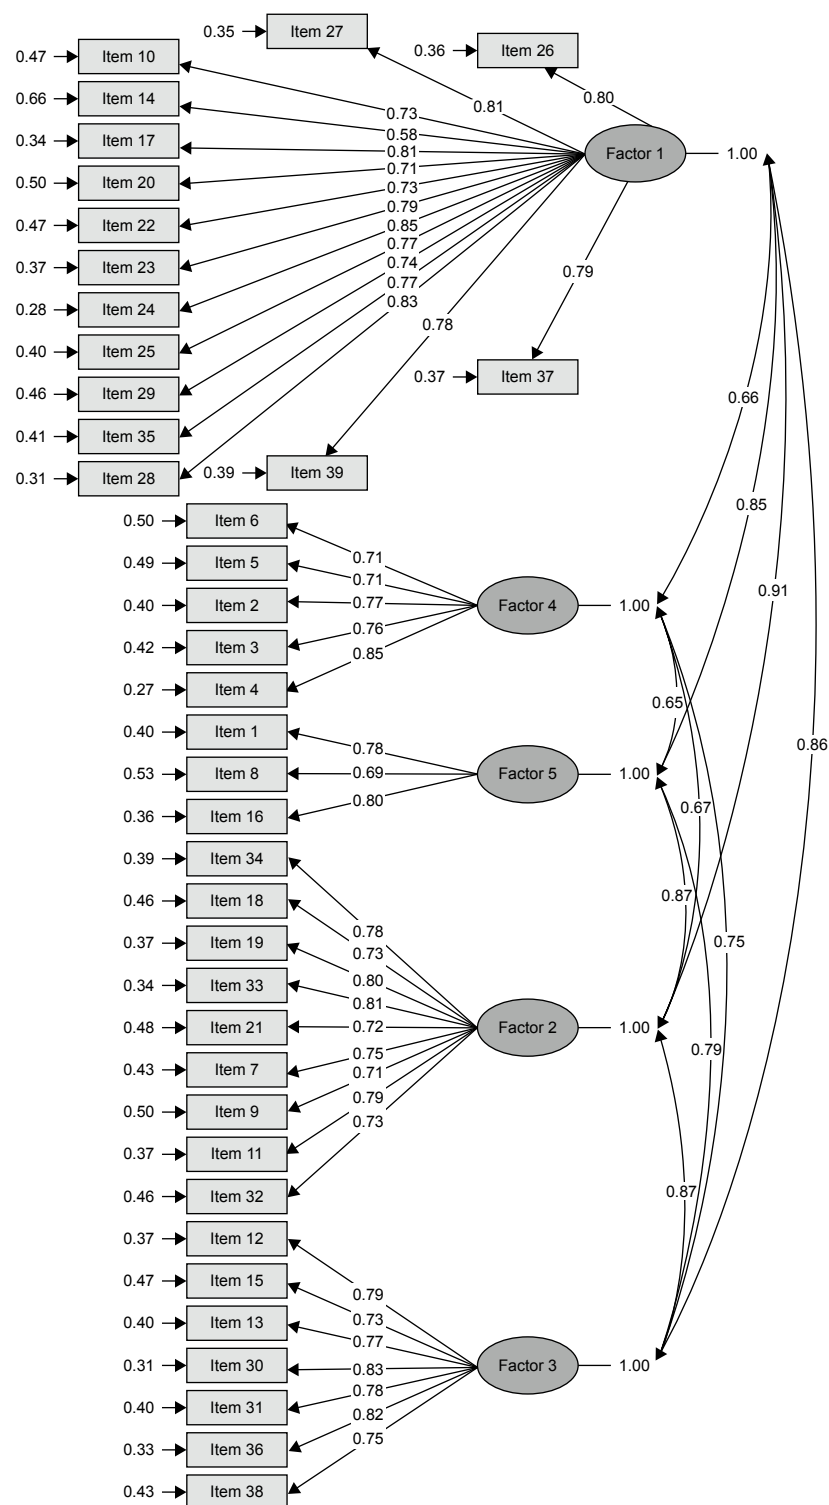 0.35 Item 27
0.36 Item 26
0.47 Item 10
0.80
0.66 Item 14
0.81
0.73
0.58
0.34 Item 17
0.81
Factor 1 1.00
0.71
0.50 Item 20
0.73
0.79
0.47 Item 22
0.85
0.77
0.37 Item 23
0.74
0.79
0.77
0.28 Item 24
0.83
0.78
0.40 Item 25
0.37 Item 37
0.46 Item 29
0.66
0.41 Item 35
0.31 Item 28
0.39 Item 39
0.85
0.50 Item 6
0.71
0.49 Item 5
0.71
0.91
0.40 Item 2
0.77
Factor 4 1.00
0.76
0.42 Item 3
0.85
0.27 Item 4
0.65
0.40 Item 1
0.86
0.78
0.53 Item 8
0.69
Factor 5 1.00
0.80
0.67
0.36 Item 16
0.39 Item 34
0.87
0.46 Item 18
0.78
0.75
0.37 Item 19
0.73
0.80
0.34 Item 33
0.81
0.48 Item 21
0.72
Factor 2 1.00
0.79
0.75
0.43 Item 7
0.71
0.79
0.50 Item 9
0.73
0.37 Item 11
0.87
0.46 Item 32
0.37 Item 12
0.47 Item 15
0.79
0.73
0.40 Item 13
0.77
0.31 Item 30
0.83
Factor 3 1.00
0.78
0.40 Item 31
0.82
0.75
0.33 Item 36
0.43 Item 38